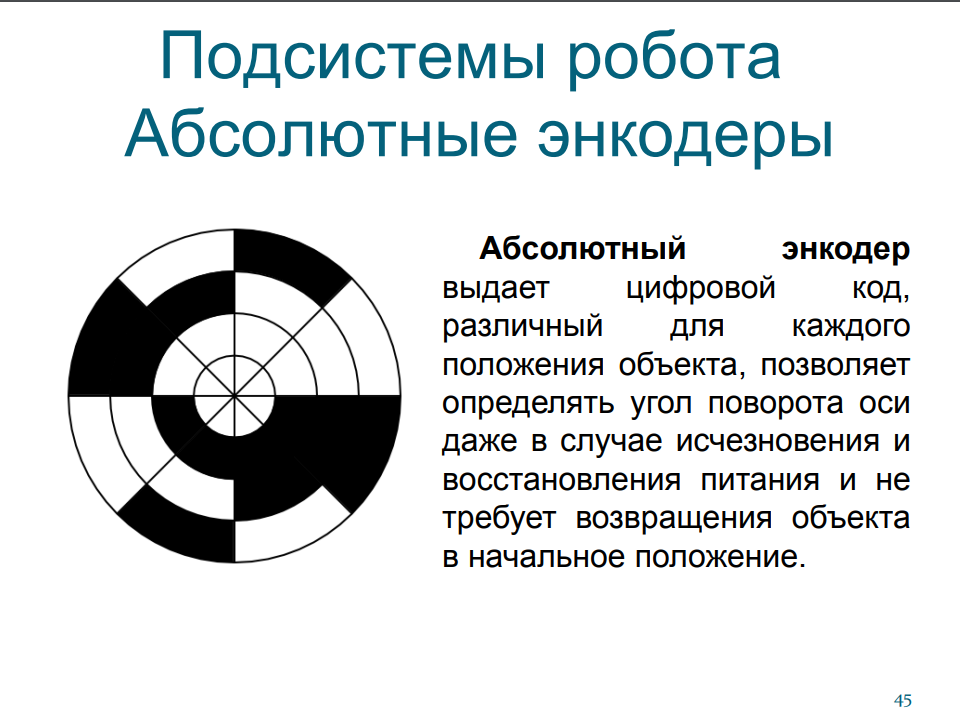 Подсистемы робота
Абсолютные энкодеры
Абсолютный энкодер
выдает цифровой код,
различный для каждого
положения объекта, позволяет
определять угол поворота оси
даже в случае исчезновения и
восстановления питания и не
требует возвращения объекта
в начальное положение.
45